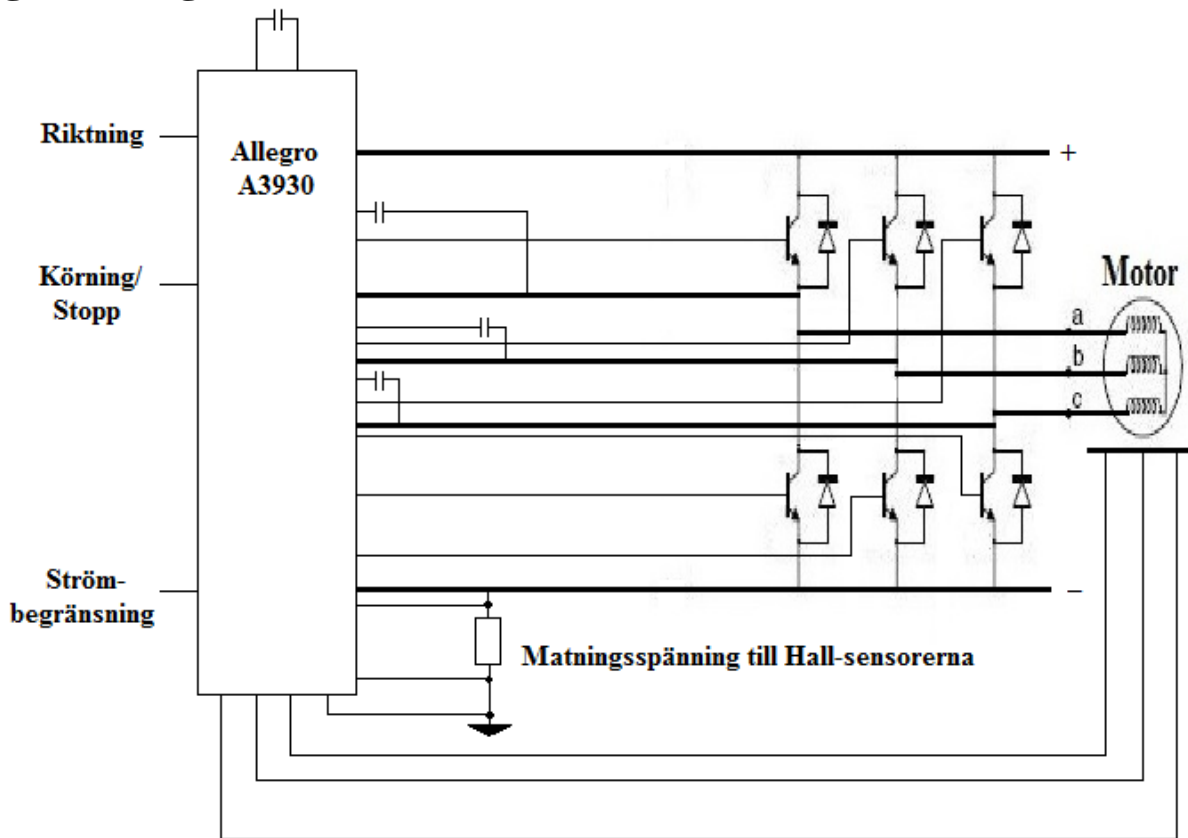 Riktning
Allegro
A3930
+
Körning/
Stopp
Motor
a
b
c
Ström-
begränsning
–
Matningsspänning till Hall-sensorerna